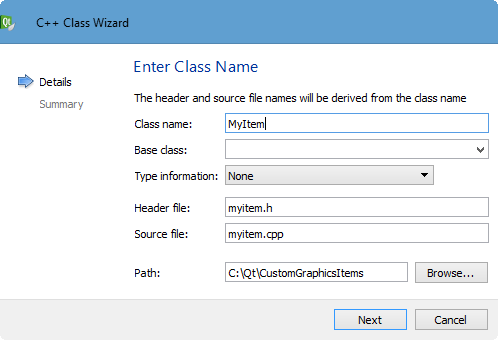 Qt
C++ Class Wizard
Details
Summary
Enter Class Name
The header and source file names will be derived from the class name
Class name: MyItem
Base class:
Type information: None
Header file: myitem.h
Source file: myitem.cpp
Path: C:\Qt\CustomGraphicsItems Browse...
Next Cancel